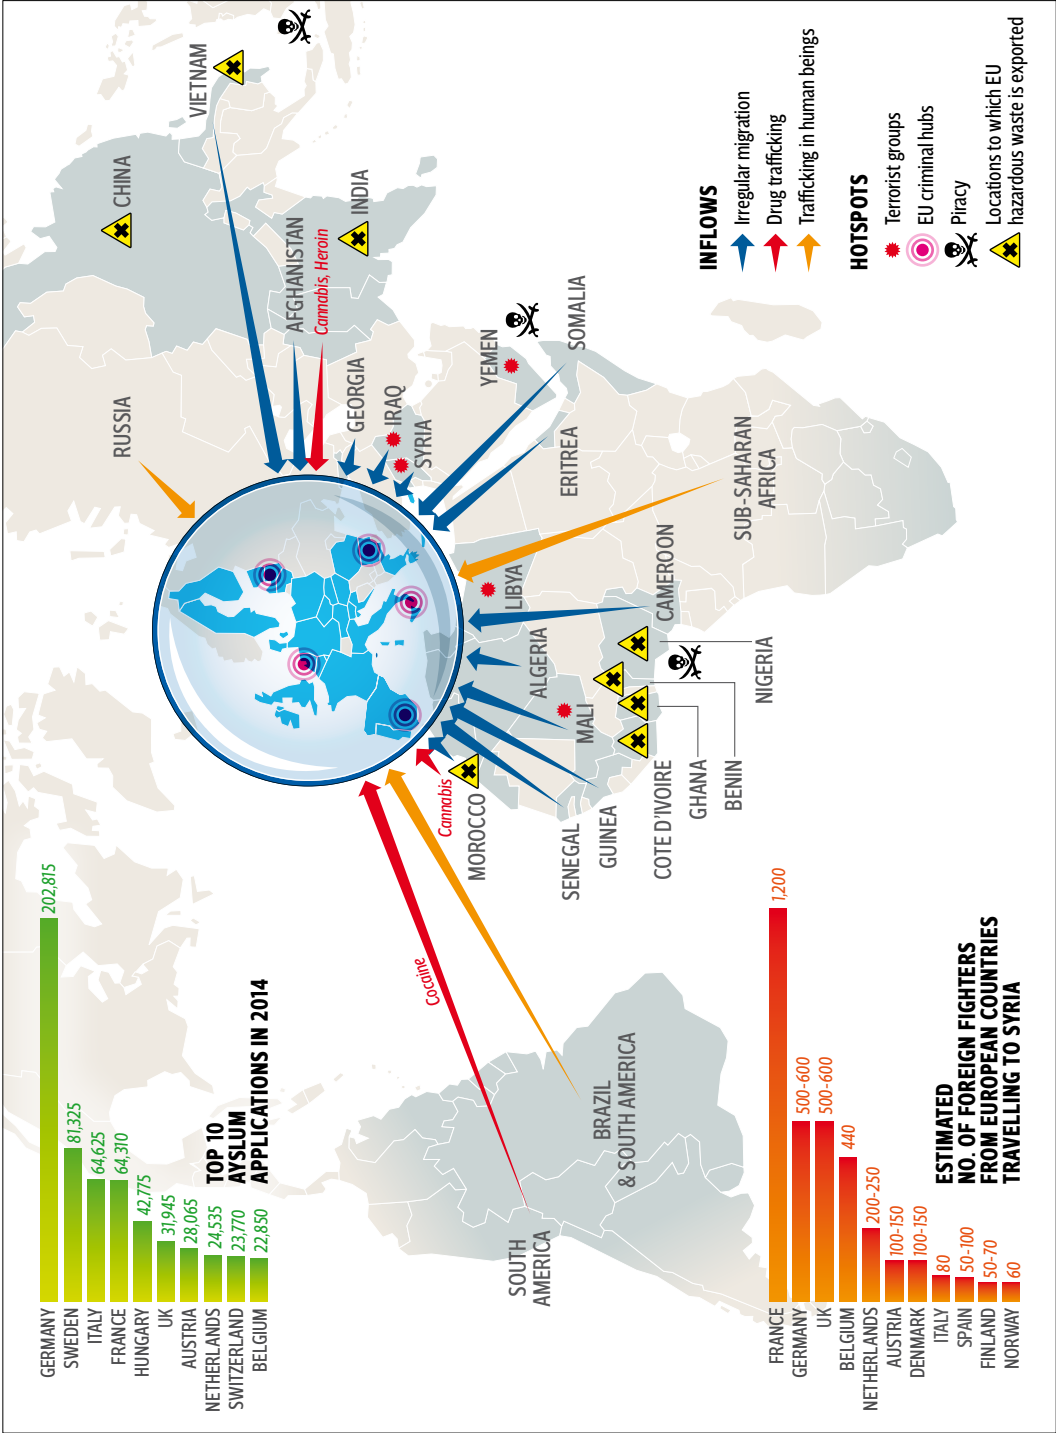 GERMANY 202,815
SWEDEN 81,325
ITALY 64,625
FRANCE 64,310
HUNGARY 42,775
UK 31,945
AUSTRIA 28,065
NETHERLANDS 24,535
SWITZERLAND 23,770
BELGIUM 22,850
TOP 10
AYSLUM
APPLICATIONS IN 2014
RUSSIA
CHINA
VIETNAM
INDIA
AFGHANISTAN
Cannabis, Heroin
GEORGIA
IRAQ
SYRIA
YEMEN
SOMALIA
ERITREA
SUB-SAHARAN
AFRICA
LIBYA
CAMEROON
ALGERIA
NIGERIA
MALI
Cannabis
MOROCCO
SENEGAL
GUINEA
COTE D'IVOIRE
GHANA
BENIN
Cocaine
SOUTH
AMERICA
BRAZIL
& SOUTH AMERICA
FRANCE 1,200
GERMANY 500-600
UK 500-600
BELGIUM 440
NETHERLANDS 200-250
AUSTRIA 100-150
DENMARK 100-150
ITALY 80
SPAIN 50-100
FINLAND 50-70
NORWAY 60
ESTIMATED
NO. OF FOREIGN FIGHTERS
FROM EUROPEAN COUNTRIES
TRAVELLING TO SYRIA
INFLOWS
Irregular migration
Drug trafficking
Trafficking in human beings
HOTSPOTS
Terrorist groups
EU criminal hubs
Piracy
Locations to which EU
hazardous waste is exported